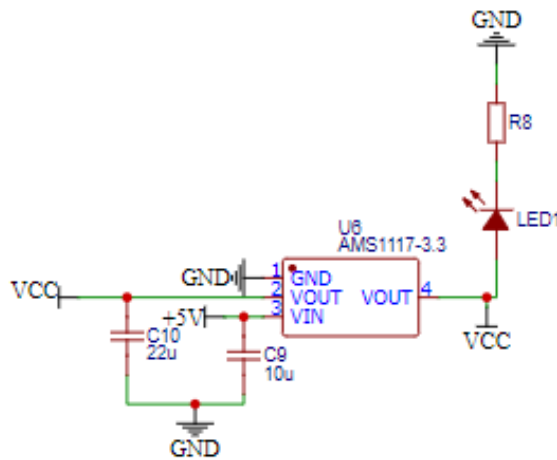 GND
R8
LED1
U6
AMS1117-3.3
GND
1
GND
VCC
2
VOUT
VOUT
4
+5V
3
VIN
VCC
C10
22u
C9
10u
GND